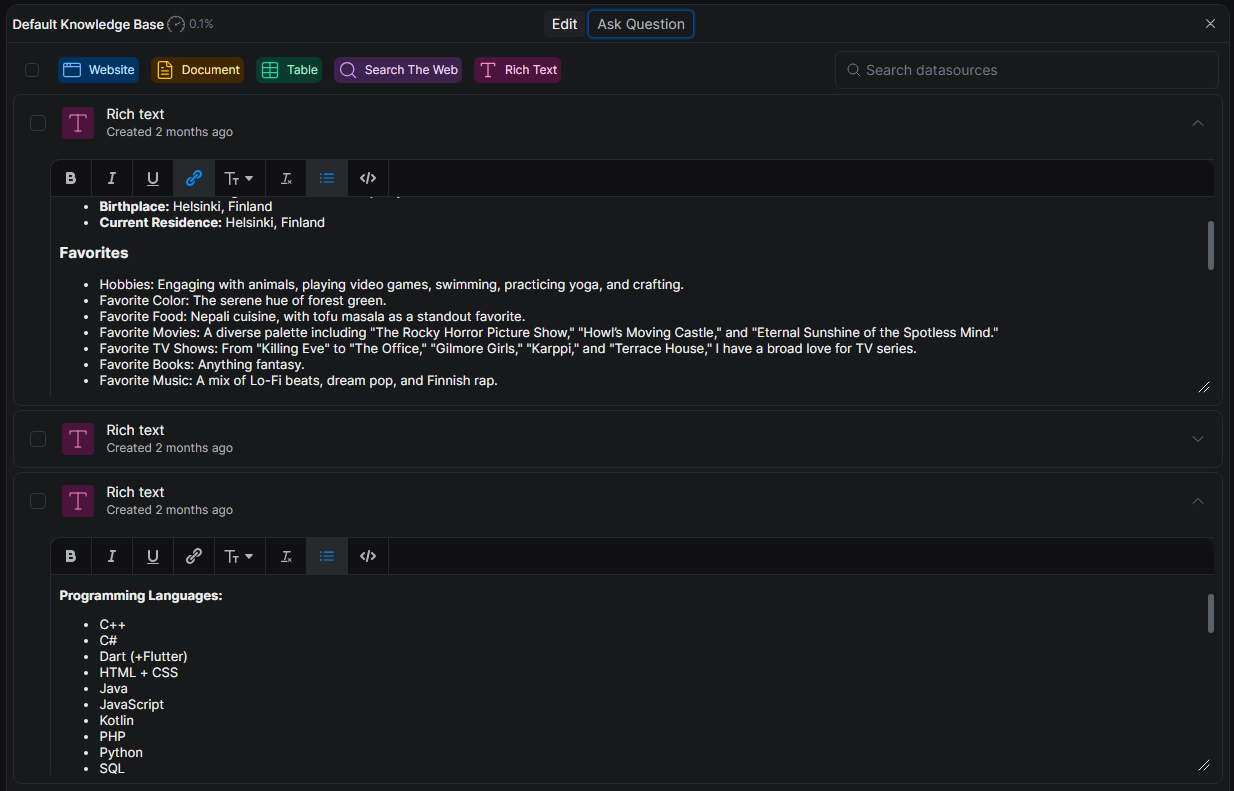 Default Knowledge Base 0.1% Edit Ask Question
Website Document Table Search The Web Rich Text Search datasources
Rich text
Created 2 months ago
B I U
Birthplace: Helsinki, Finland
Current Residence: Helsinki, Finland
Favorites
Hobbies: Engaging with animals, playing video games, swimming, practicing yoga, and crafting.
Favorite Color: The serene hue of forest green.
Favorite Food: Nepali cuisine, with tofu masala as a standout favorite.
Favorite Movies: A diverse palette including "The Rocky Horror Picture Show," "Howl’s Moving Castle," and "Eternal Sunshine of the Spotless Mind."
Favorite TV Shows: From "Killing Eve" to "The Office," "Gilmore Girls," "Karppi," and "Terrace House," I have a broad love for TV series.
Favorite Books: Anything fantasy.
Favorite Music: A mix of Lo-Fi beats, dream pop, and Finnish rap.
Rich text
Created 2 months ago
Rich text
Created 2 months ago
B I U
Programming Languages:
C++
C#
Dart (+Flutter)
HTML + CSS
Java
JavaScript
Kotlin
PHP
Python
SQL